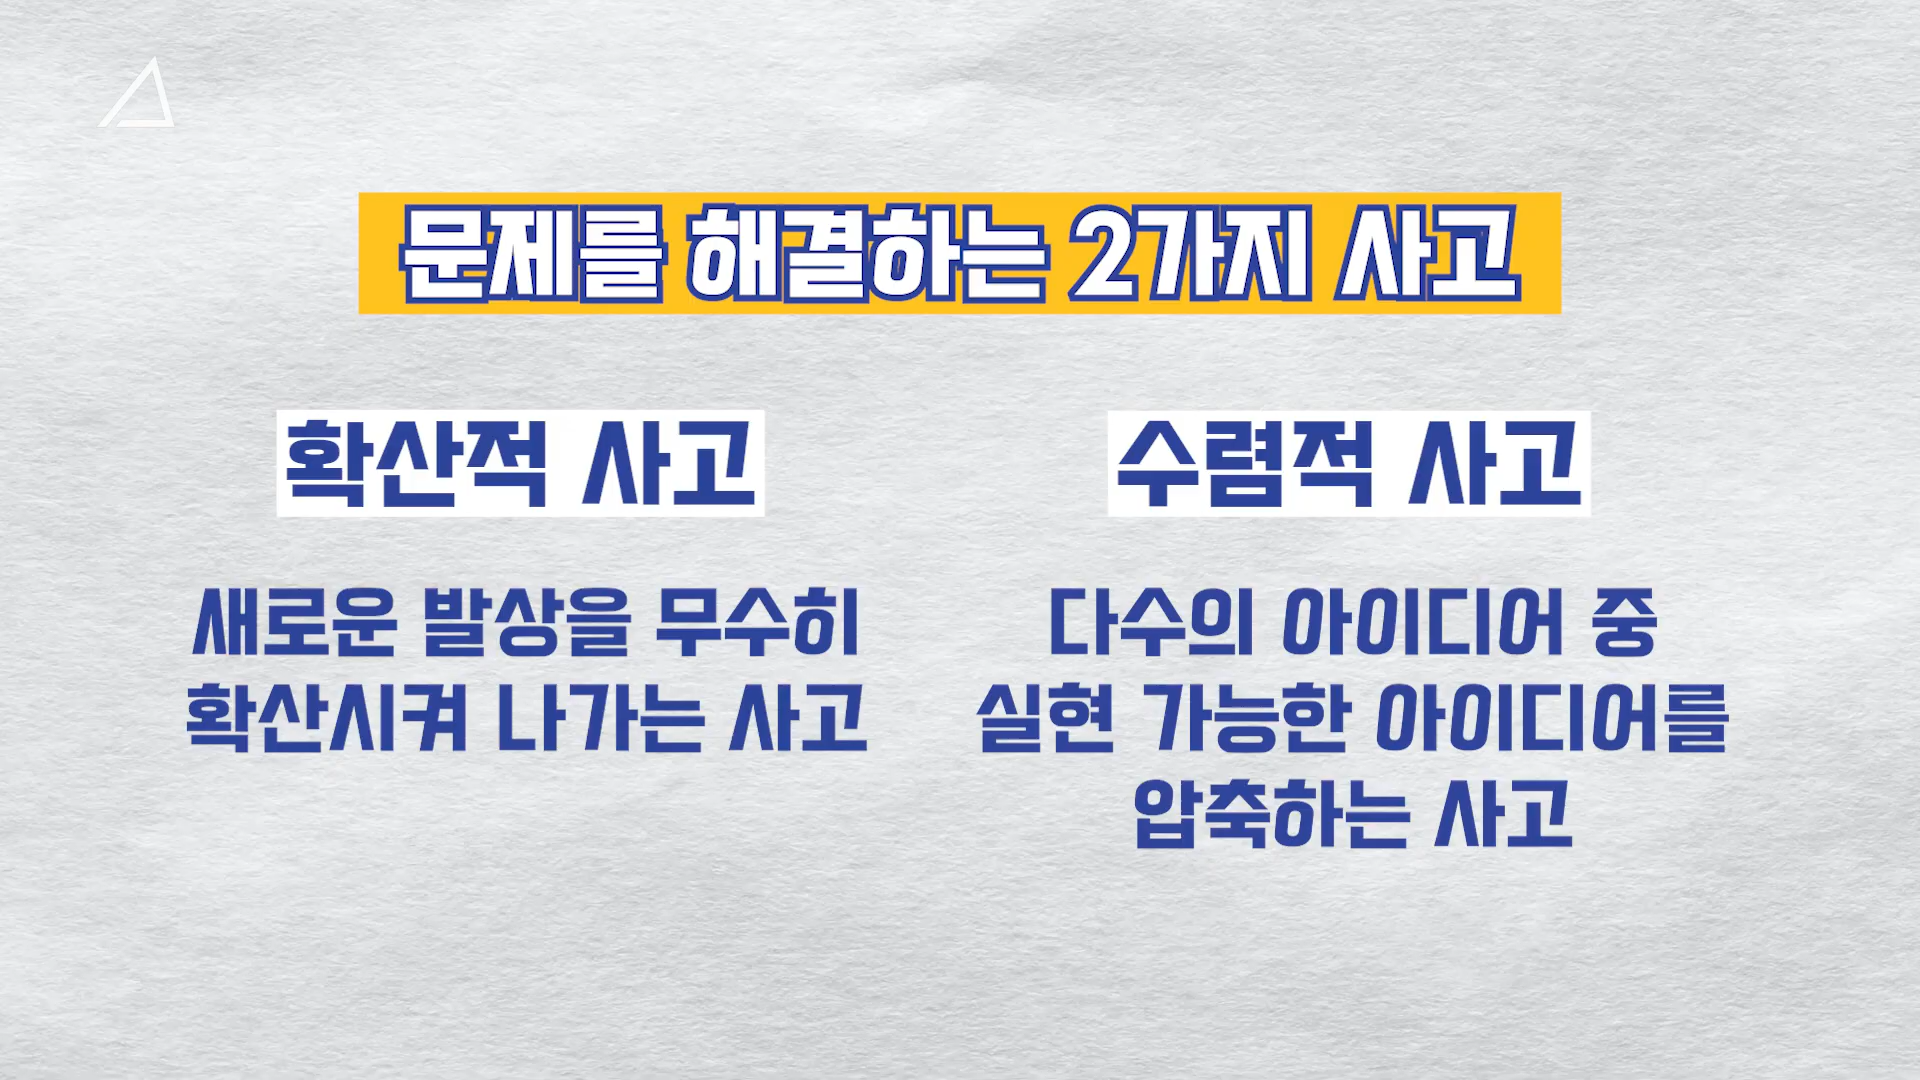 문제를 해결하는 2가지 사고
확산적 사고
새로운 발상을 무수히
확산시켜 나가는 사고
수렴적 사고
다수의 아이디어 중
실현 가능한 아이디어를
압축하는 사고